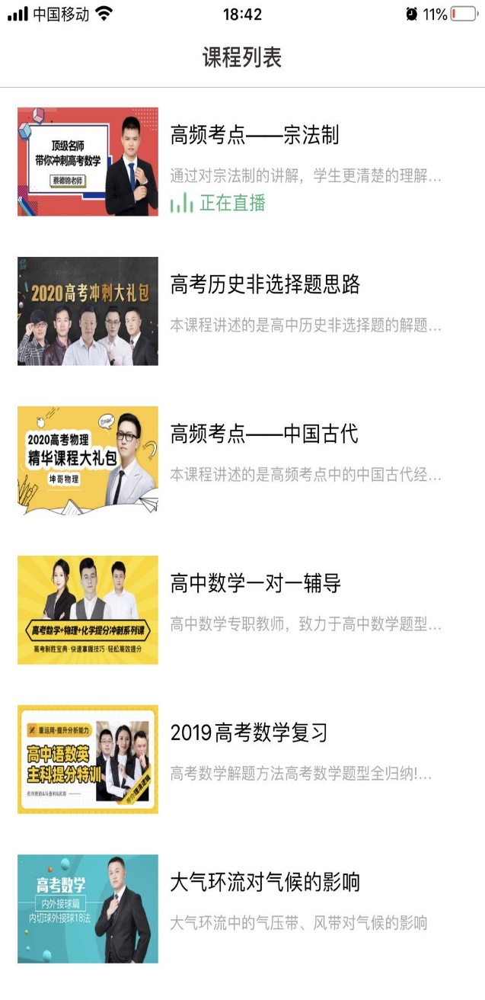 中国移动
18:42
11%
课程列表
顶级名师
带你冲刺高考数学
蔡德锦老师
高频考点——宗法制
通过对宗法制的讲解，学生更清楚的理解...
正在直播
2020高考冲刺大礼包
高考历史非选择题思路
本课程讲述的是高中历史非选择题的解题...
2020高考物理
精华课程大礼包
坤哥物理
高频考点——中国古代
本课程讲述的是高频考点中的中国古代经...
高考数学+物理+化学提分冲刺系列课
高考制胜宝典·快速掌握技巧·轻松高效提分
高中数学一对一辅导
高中数学专职教师，致力于高中数学题型...
重运用·提升分析能力
高中语数英
主科提分特训
带你理清逻辑
2019高考数学复习
高考数学解题方法高考数学题型全归纳!...
高考数学
内外接球篇
内切球外接球18法
大气环流对气候的影响
大气环流中的气压带、风带对气候的影响